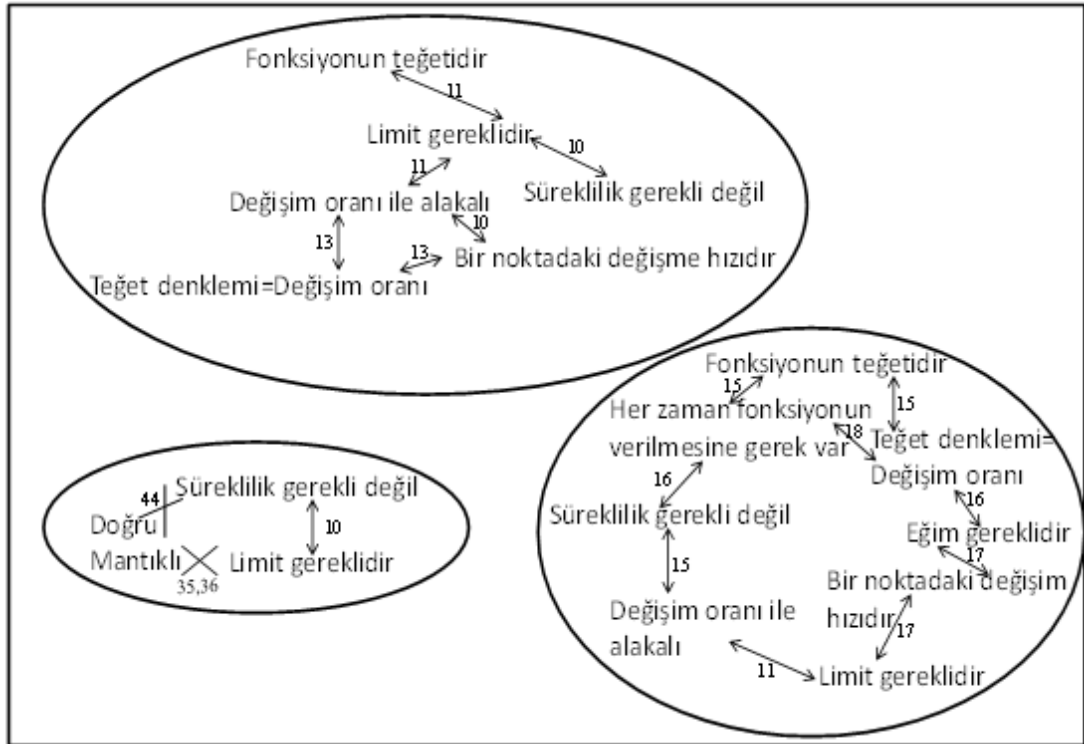 Fonksiyonun teğetidir
11
Limit gereklidir
10
11
Süreklilik gerekli değil
Değişim oranı ile alakalı
10
13
13
Bir noktadaki değişme hızıdır
Teğet denklemi=Değişim oranı
Fonksiyonun teğetidir
15
15
Her zaman fonksiyonun
verilmesine gerek var
18
Teğet denklemi=
Değişim oranı
16
16
Süreklilik gerekli değil
Eğim gereklidir
17
15
Bir noktadaki değişim
hızıdır
17
Değişim oranı ile
alakalı
11
Limit gereklidir
44
Süreklilik gerekli değil
Doğru
10
Mantıklı
Limit gereklidir
35,36